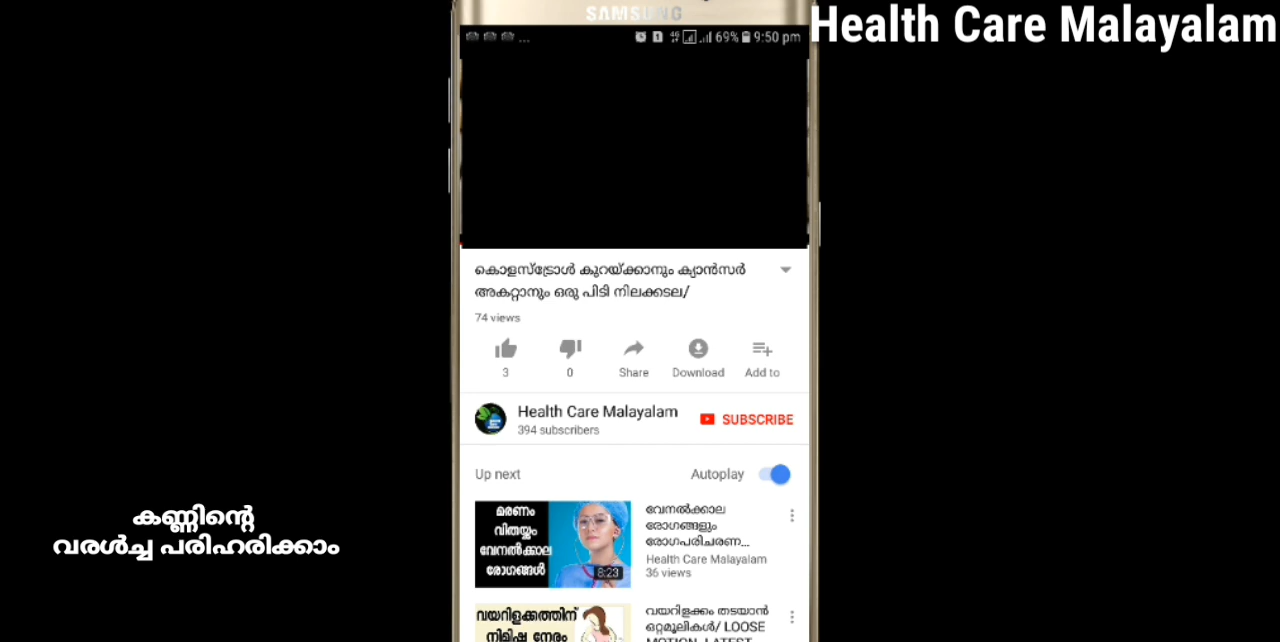 SAMSUNG
Health Care Malayalam
... 69% 9:50 pm
കൊളസ്ട്രോൾ കുറയ്ക്കാനും ക്യാൻസർ
അകറ്റാനും ഒരു പിടി നിലക്കടല/
74 views
3 0 Share Download Add to
Health Care Malayalam
394 subscribers
SUBSCRIBE
Up next Autoplay
മരണം
വിതയ്ക്കും
വേനൽക്കാല
രോഗങ്ങൾ
8:23
വേനൽക്കാല
രോഗങ്ങളും
രോഗപരിചരണ...
Health Care Malayalam
36 views
വയറിളക്കത്തിന്
നിമിഷ നേരം
വയറിളക്കം തടയാൻ
ഒറ്റമൂലികൾ/ LOOSE
MOTION LATEST
കണ്ണിന്റെ
വരൾച്ച പരിഹരിക്കാം